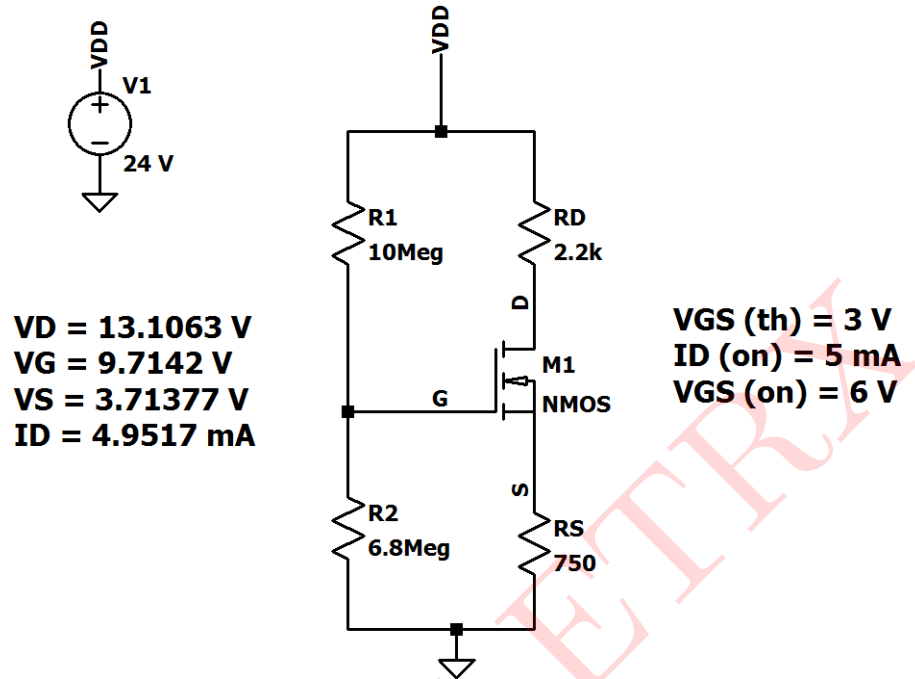 VDD
V1
24 V
VDD
R1
10Meg
RD
2.2k
D
M1
NMOS
G
S
R2
6.8Meg
RS
750
VD = 13.1063 V
VG = 9.7142 V
VS = 3.71377 V
ID = 4.9517 mA
VGS (th) = 3 V
ID (on) = 5 mA
VGS (on) = 6 V
ETRX